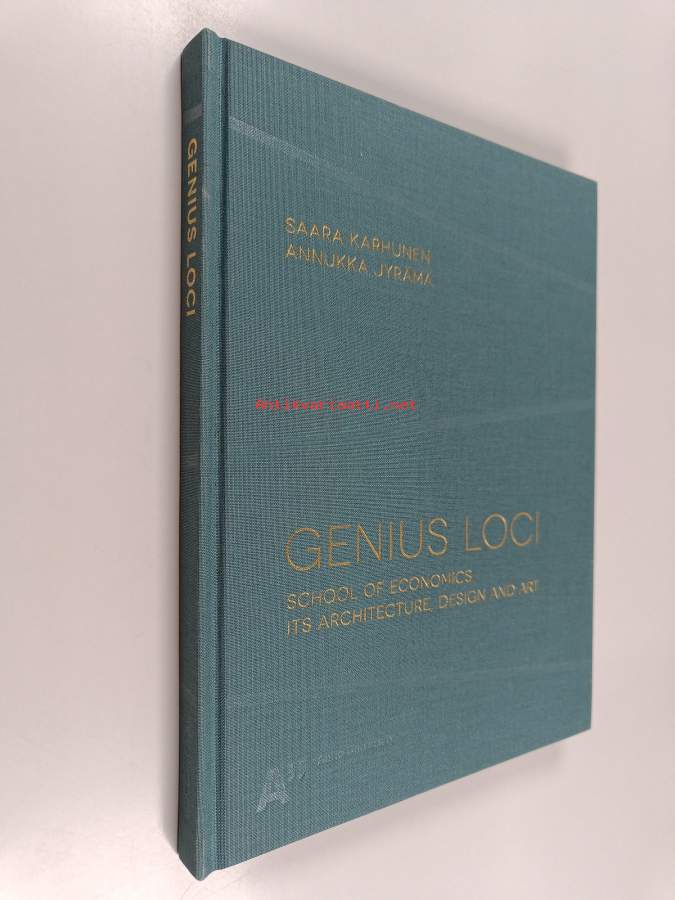 GENIUS LOCI
SAARA KARHUNEN
ANNUKKA JYRÄMÄ
Antikvariaatti.net
GENIUS LOCI
SCHOOL OF ECONOMICS,
ITS ARCHITECTURE, DESIGN AND ART